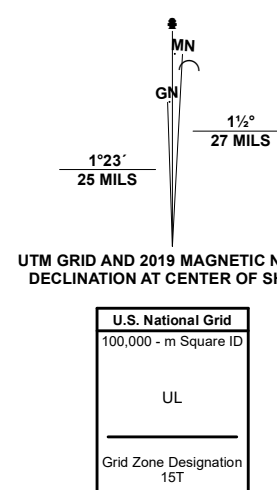 MN
GN
1½°
27 MILS
1°23´
25 MILS
UTM GRID AND 2019 MAGNETIC N
DECLINATION AT CENTER OF SH
U.S. National Grid
100,000 - m Square ID
UL
Grid Zone Designation
15T